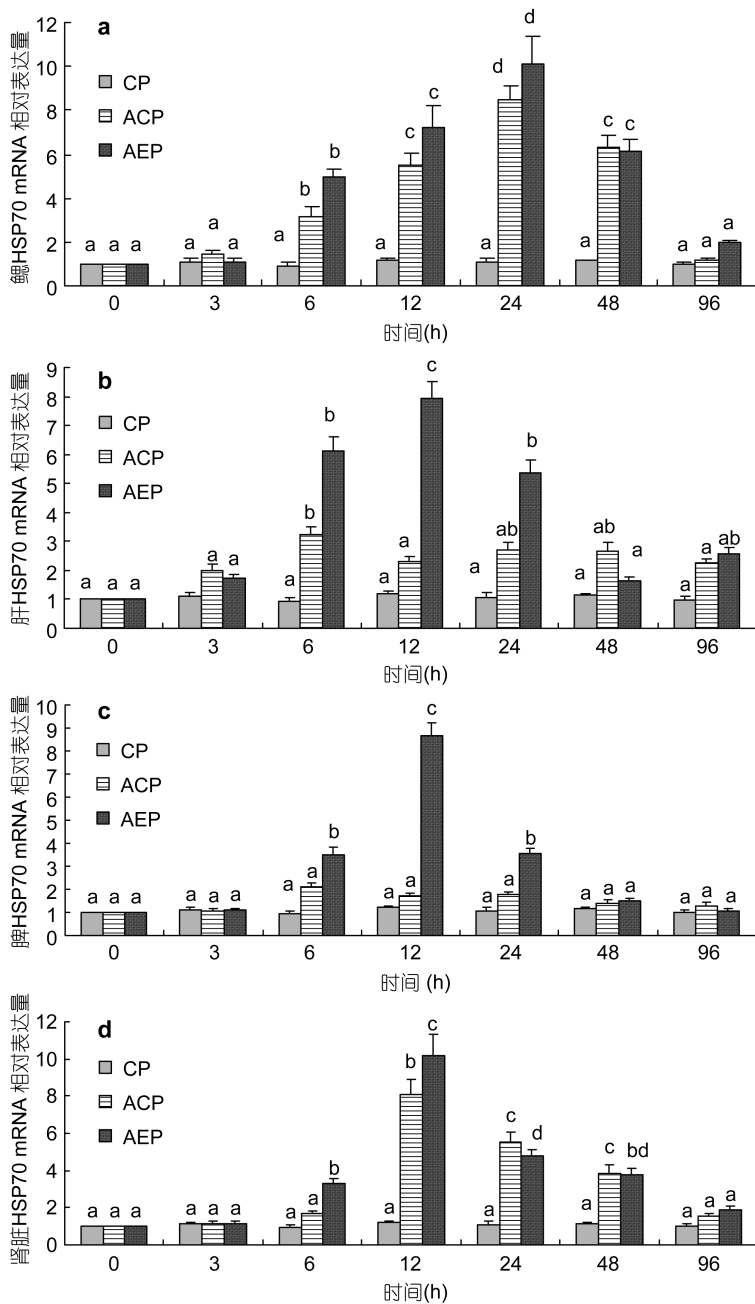 鳃HSP70 mRNA 相对表达量
a
CP
ACP
AEP
12
10
8
6
4
2
0
a a a
a a a
a b b
a c c
a d d
a c c
a a a
0 3 6 12 24 48 96
时间(h)
肝HSP70 mRNA 相对表达量
b
CP
ACP
AEP
9
8
7
6
5
4
3
2
1
0
a a a
a a
a b b
a a c
a ab b
a ab a
a a ab
0 3 6 12 24 48 96
时间(h)
脾HSP70 mRNA 相对表达量
c
CP
ACP
AEP
10
9
8
7
6
5
4
3
2
1
0
a a a
a a a
a a b
a a c
a a b
a a a
a a a
0 3 6 12 24 48 96
时间 (h)
肾脏HSP70 mRNA 相对表达量
d
CP
ACP
AEP
12
10
8
6
4
2
0
a a a
a a a
a a b
a b c
a c d
a c bd
a a a
0 3 6 12 24 48 96
时间(h)